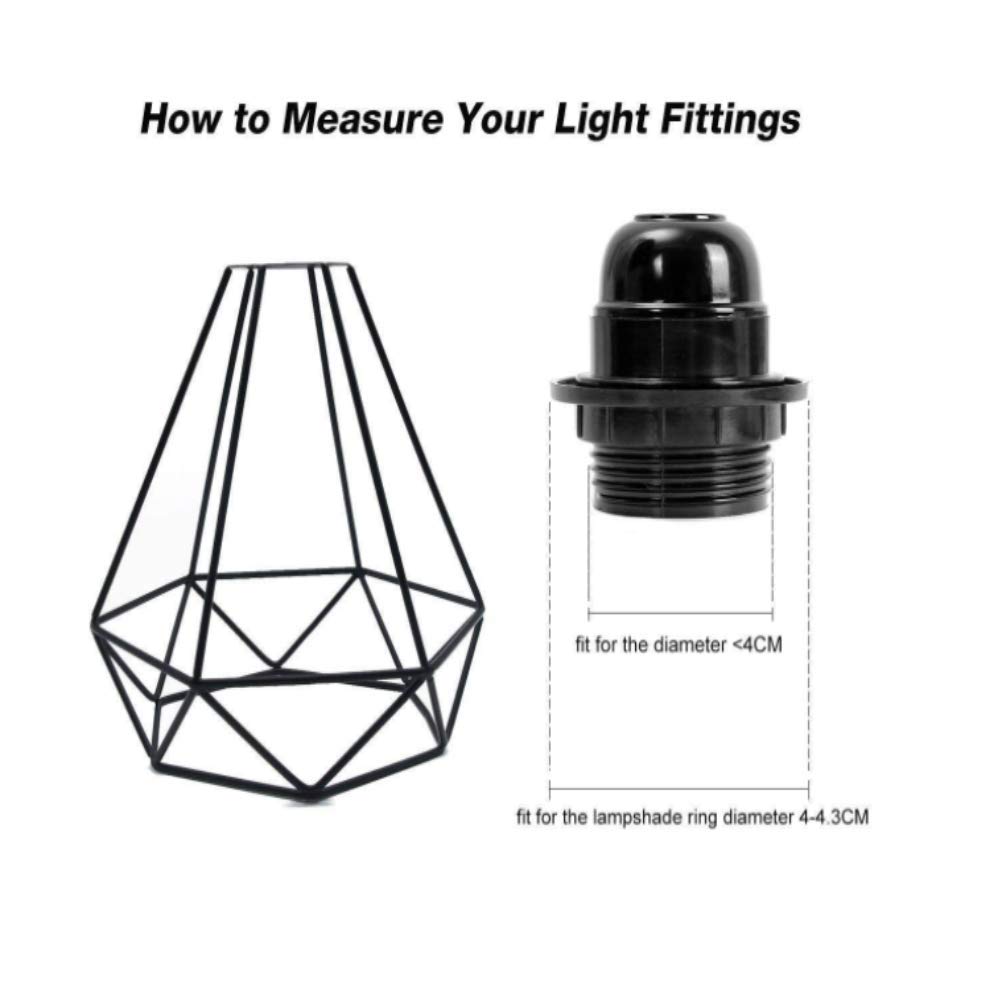 How to Measure Your Light Fittings
fit for the diameter <4CM
fit for the lampshade ring diameter 4-4.3CM